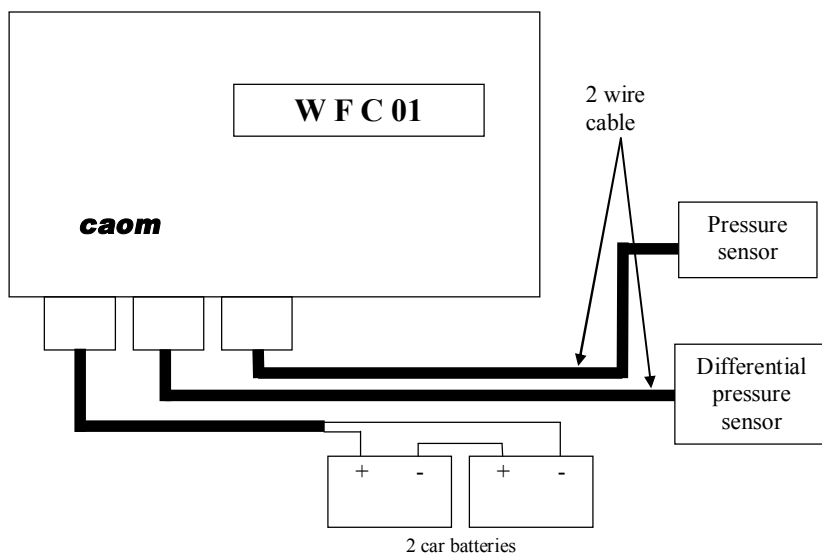 W F C 01
caom
2 wire
cable
Pressure
sensor
Differential
pressure
sensor
+ - + -
2 car batteries